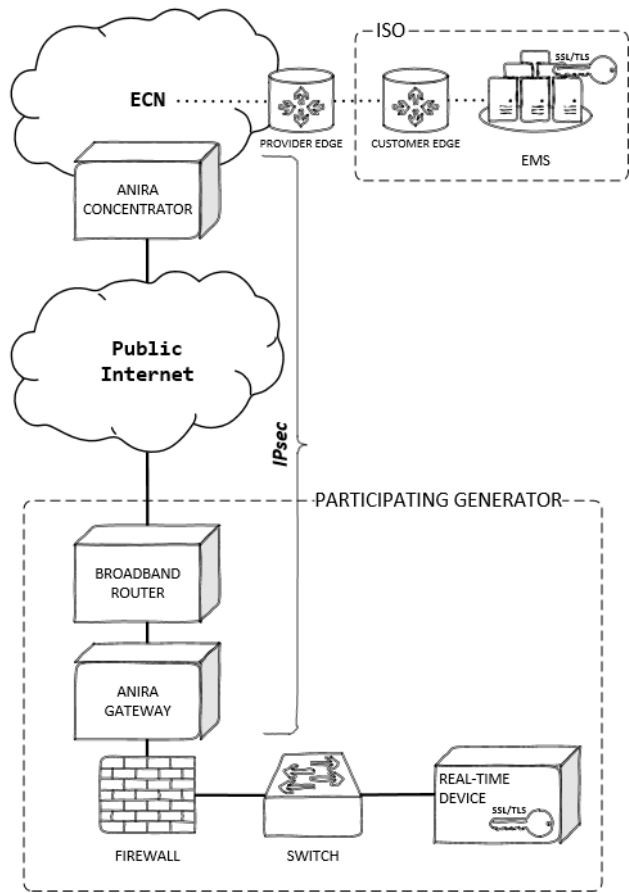 ISO
SSL/TLS
ECN
PROVIDER EDGE
CUSTOMER EDGE
EMS
ANIRA
CONCENTRATOR
Public
Internet
IPsec
PARTICIPATING GENERATOR
BROADBAND
ROUTER
ANIRA
GATEWAY
REAL-TIME
DEVICE
SSL/TLS
FIREWALL
SWITCH